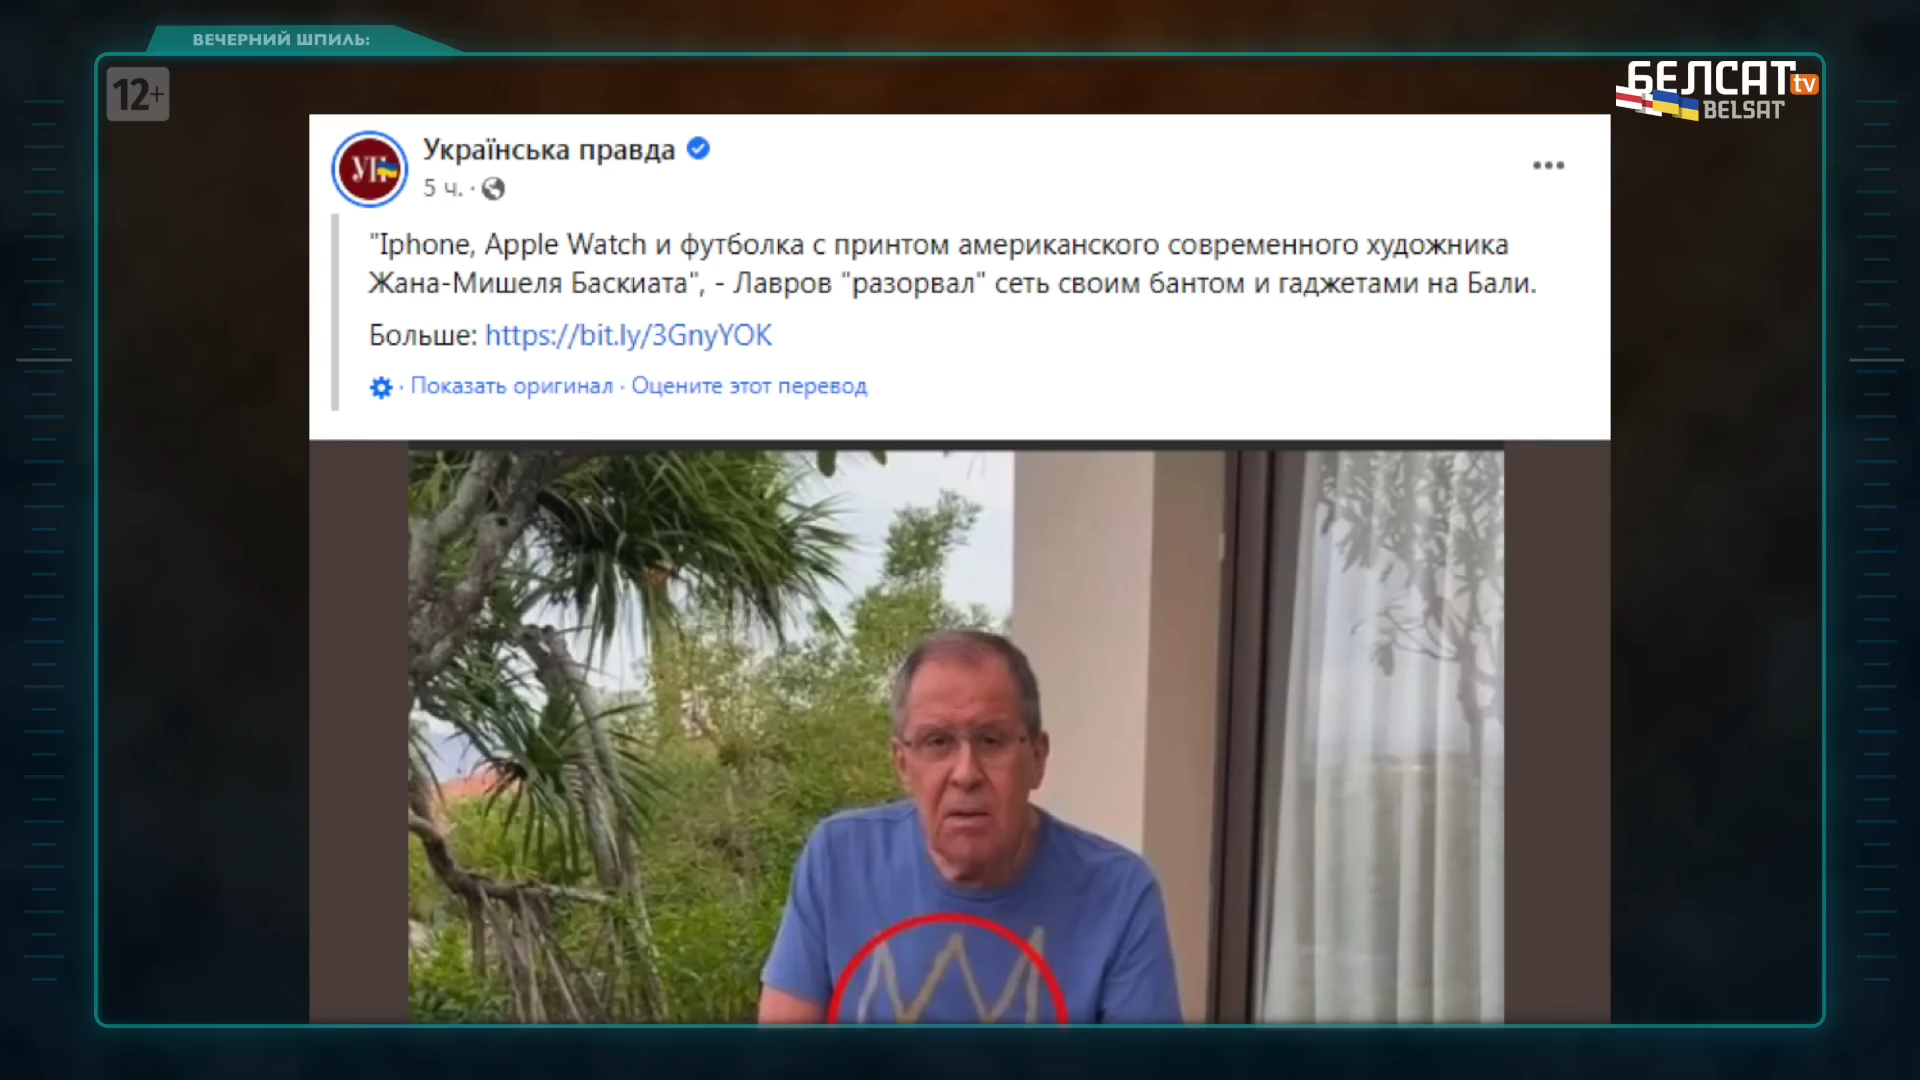 ВЕЧЕРНИЙ ШПИЛЬ:
12+
БЕЛСАТ tv
BELSAT
УП
Українська правда
5 ч. ·
"Iphone, Apple Watch и футболка с принтом американского современного художника
Жана-Мишеля Баскиата", - Лавров "разорвал" сеть своим бантом и гаджетами на Бали.
Больше: https://bit.ly/3GnyYOK
· Показать оригинал · Оцените этот перевод